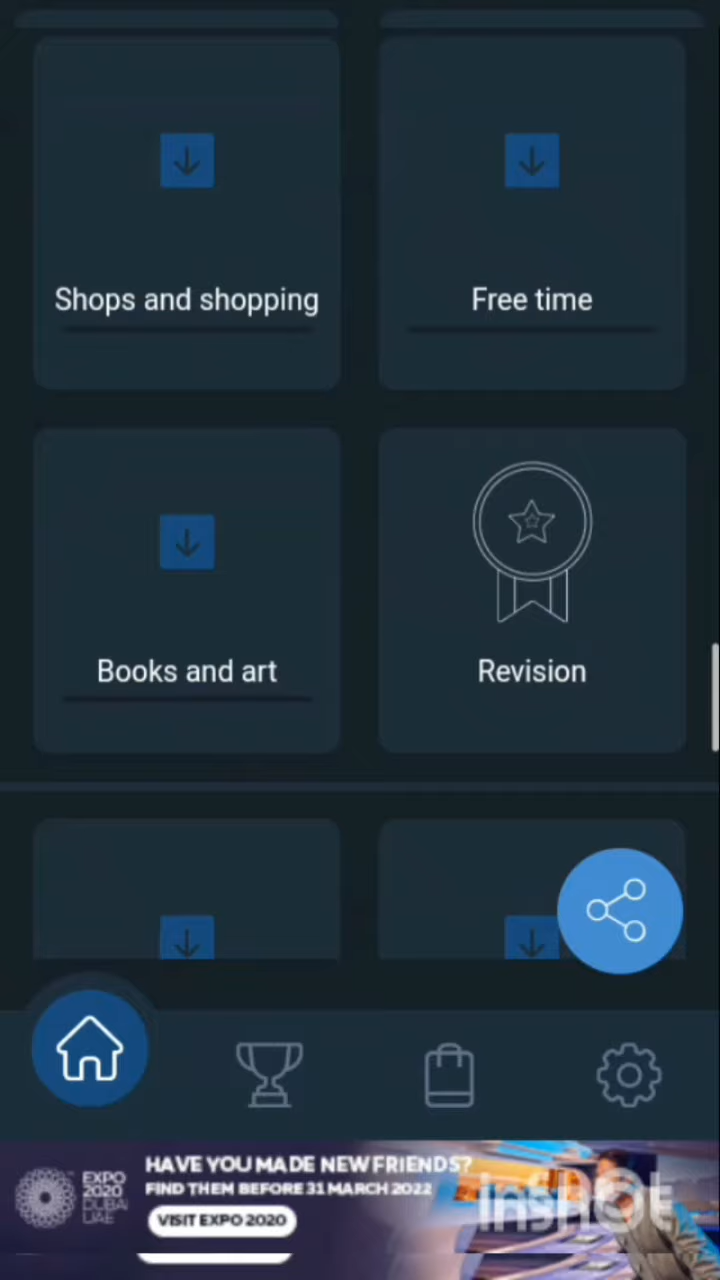 Shops and shopping
Free time
Books and art
Revision
HAVE YOU MADE NEW FRIENDS?
FIND THEM BEFORE 31 MARCH 2022
EXPO
2020
DUBAI
UAE
VISIT EXPO 2020
InShOt